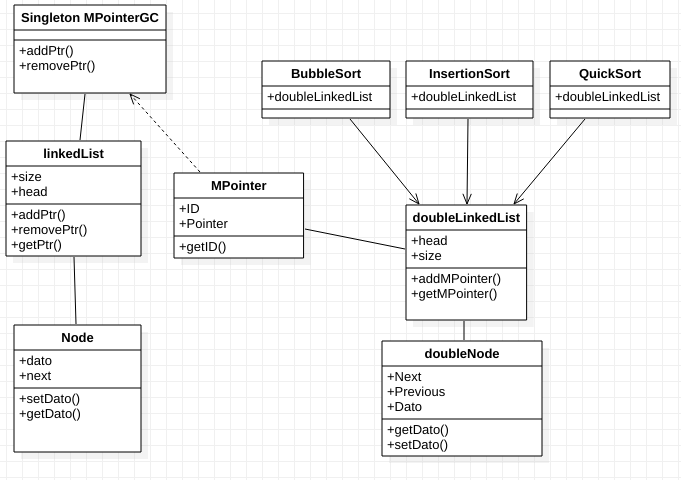 Singleton MPointerGC
+addPtr()
+removePtr()
BubbleSort
+doubleLinkedList
InsertionSort
+doubleLinkedList
QuickSort
+doubleLinkedList
linkedList
+size
+head
+addPtr()
+removePtr()
+getPtr()
MPointer
+ID
+Pointer
+getID()
doubleLinkedList
+head
+size
+addMPointer()
+getMPointer()
Node
+dato
+next
+setDato()
+getDato()
doubleNode
+Next
+Previous
+Dato
+getDato()
+setDato()